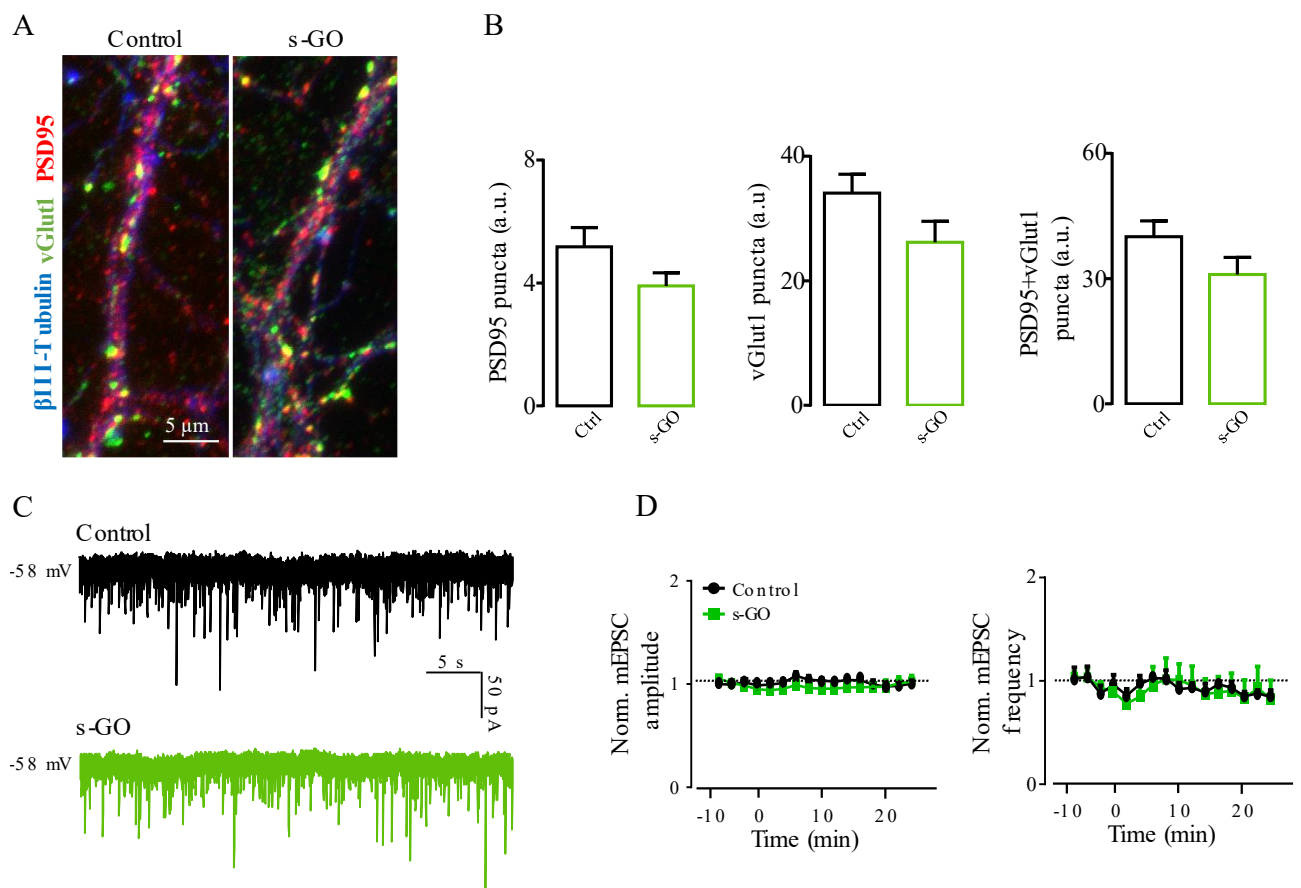 A
Control
s-GO
βIII-Tubulin vGlut1 PSD95
5 µm
B
PSD95 puncta (a.u.)
8
4
0
Ctrl
s-GO
vGlut1 puncta (a.u)
40
20
0
Ctrl
s-GO
PSD95+vGlut1
puncta (a.u.)
60
30
0
Ctrl
s-GO
C
Control
-58 mV
5 s
50 pA
s-GO
-58 mV
D
Norm. mEPSC
amplitude
2
1
0
Control
s-GO
-10 0 10 20
Time (min)
Norm. mEPSC
frequency
2
1
0
-10 0 10 20
Time (min)